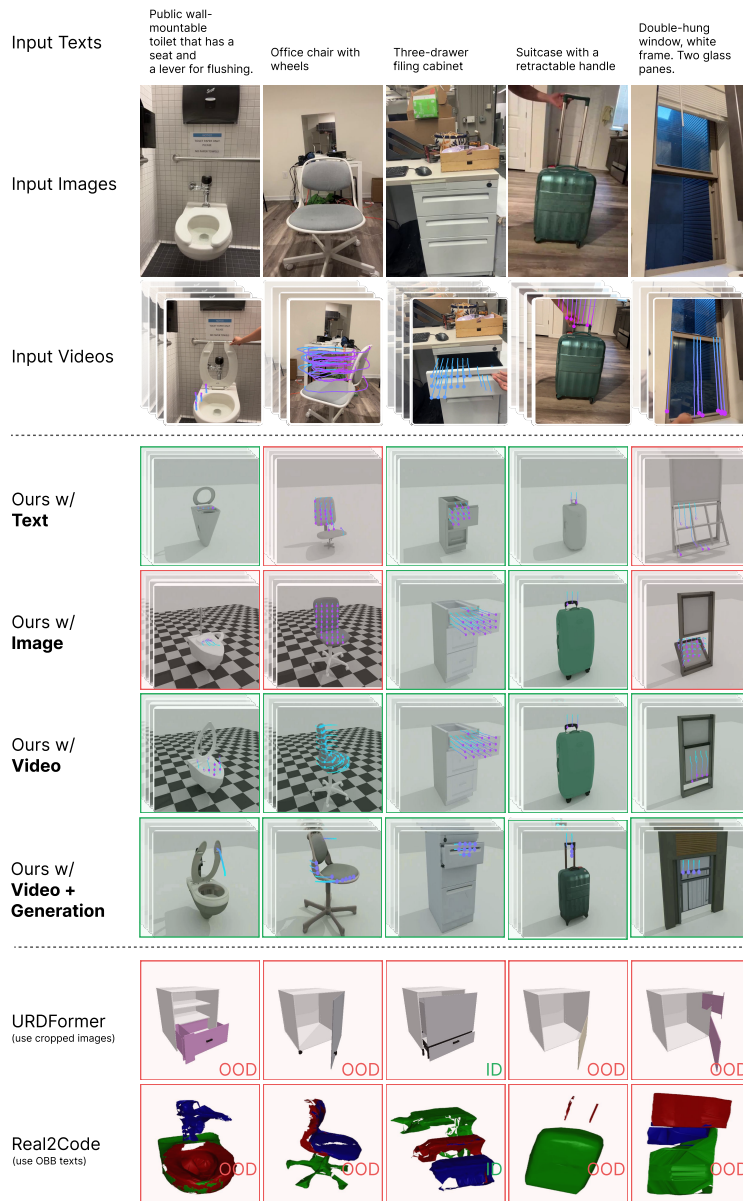 Input Texts
Public wall-
mountable
toilet that has a
seat and
a lever for flushing.
Office chair with
wheels
Three-drawer
filing cabinet
Suitcase with a
retractable handle
Double-hung
window, white
frame. Two glass
panes.
Input Images
Input Videos
Ours w/
Text
Ours w/
Image
Ours w/
Video
Ours w/
Video +
Generation
URDFormer
(use cropped images)
OOD
OOD
ID
OOD
OOD
Real2Code
(use OBB texts)
OOD
OOD
ID
OOD
OOD